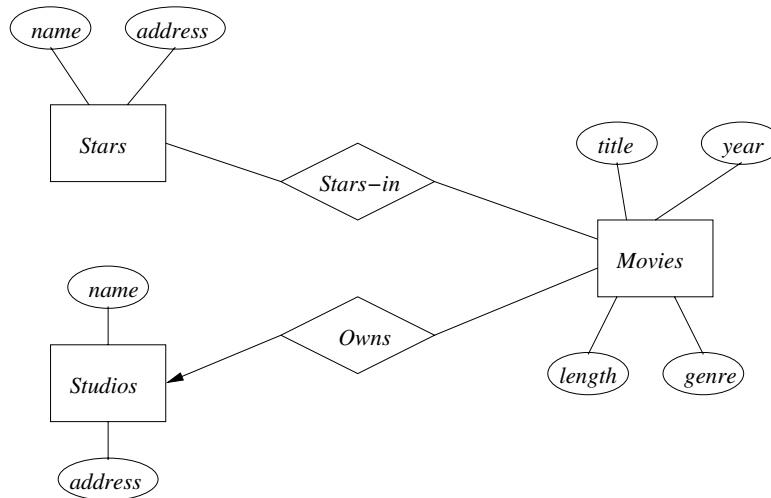 name
address
Stars
Stars−in
title
year
Movies
name
Studios
Owns
length
genre
address